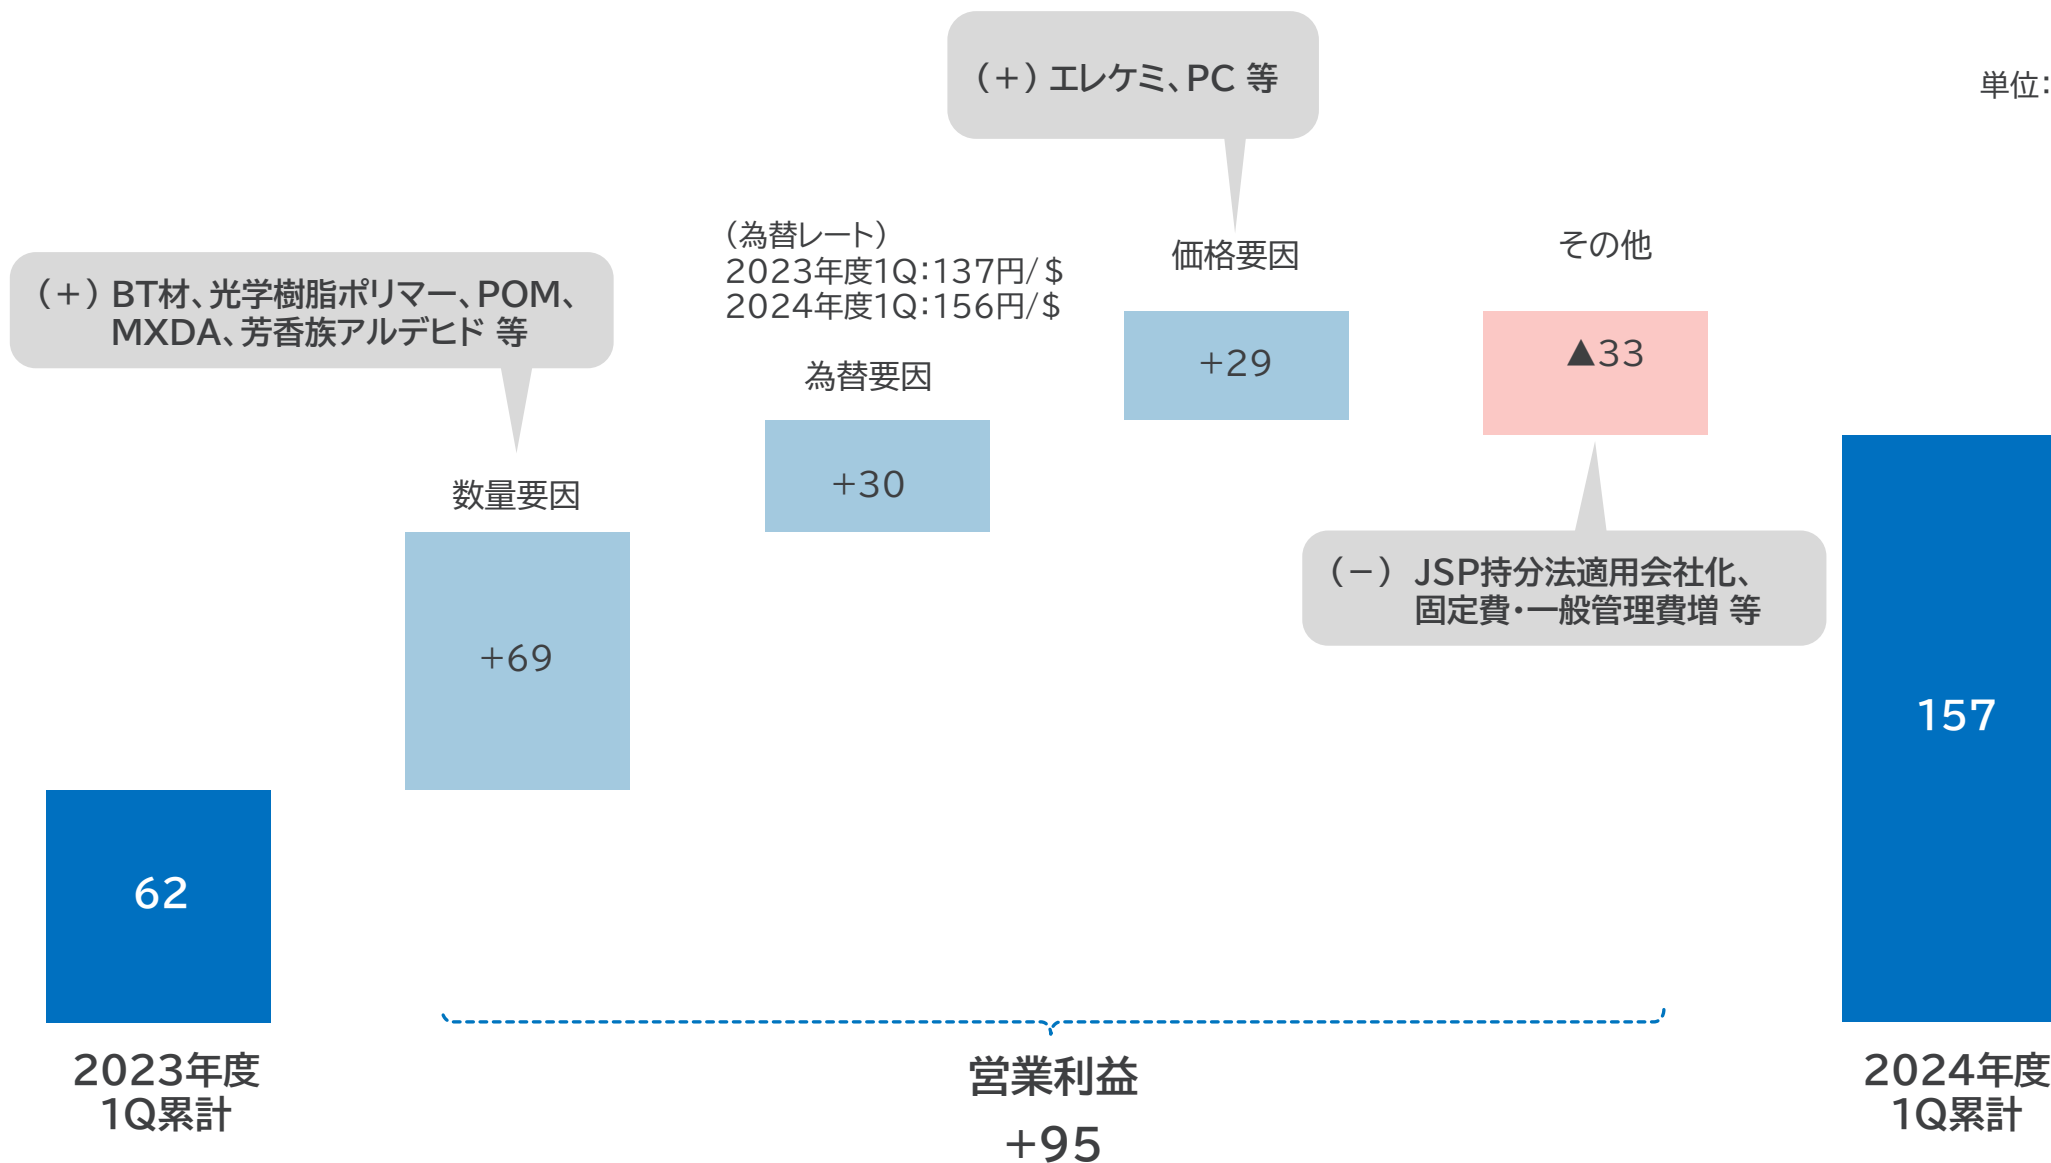 (+) エレケミ、PC 等
単位:
(為替レート)
2023年度1Q:137円/$
2024年度1Q:156円/$
価格要因
その他
(+) BT材、光学樹脂ポリマー、POM、
MXDA、芳香族アルデヒド 等
+29
▲33
為替要因
+30
数量要因
+69
(-) JSP持分法適用会社化、
固定費・一般管理費増 等
157
62
2023年度
1Q累計
営業利益
+95
2024年度
1Q累計